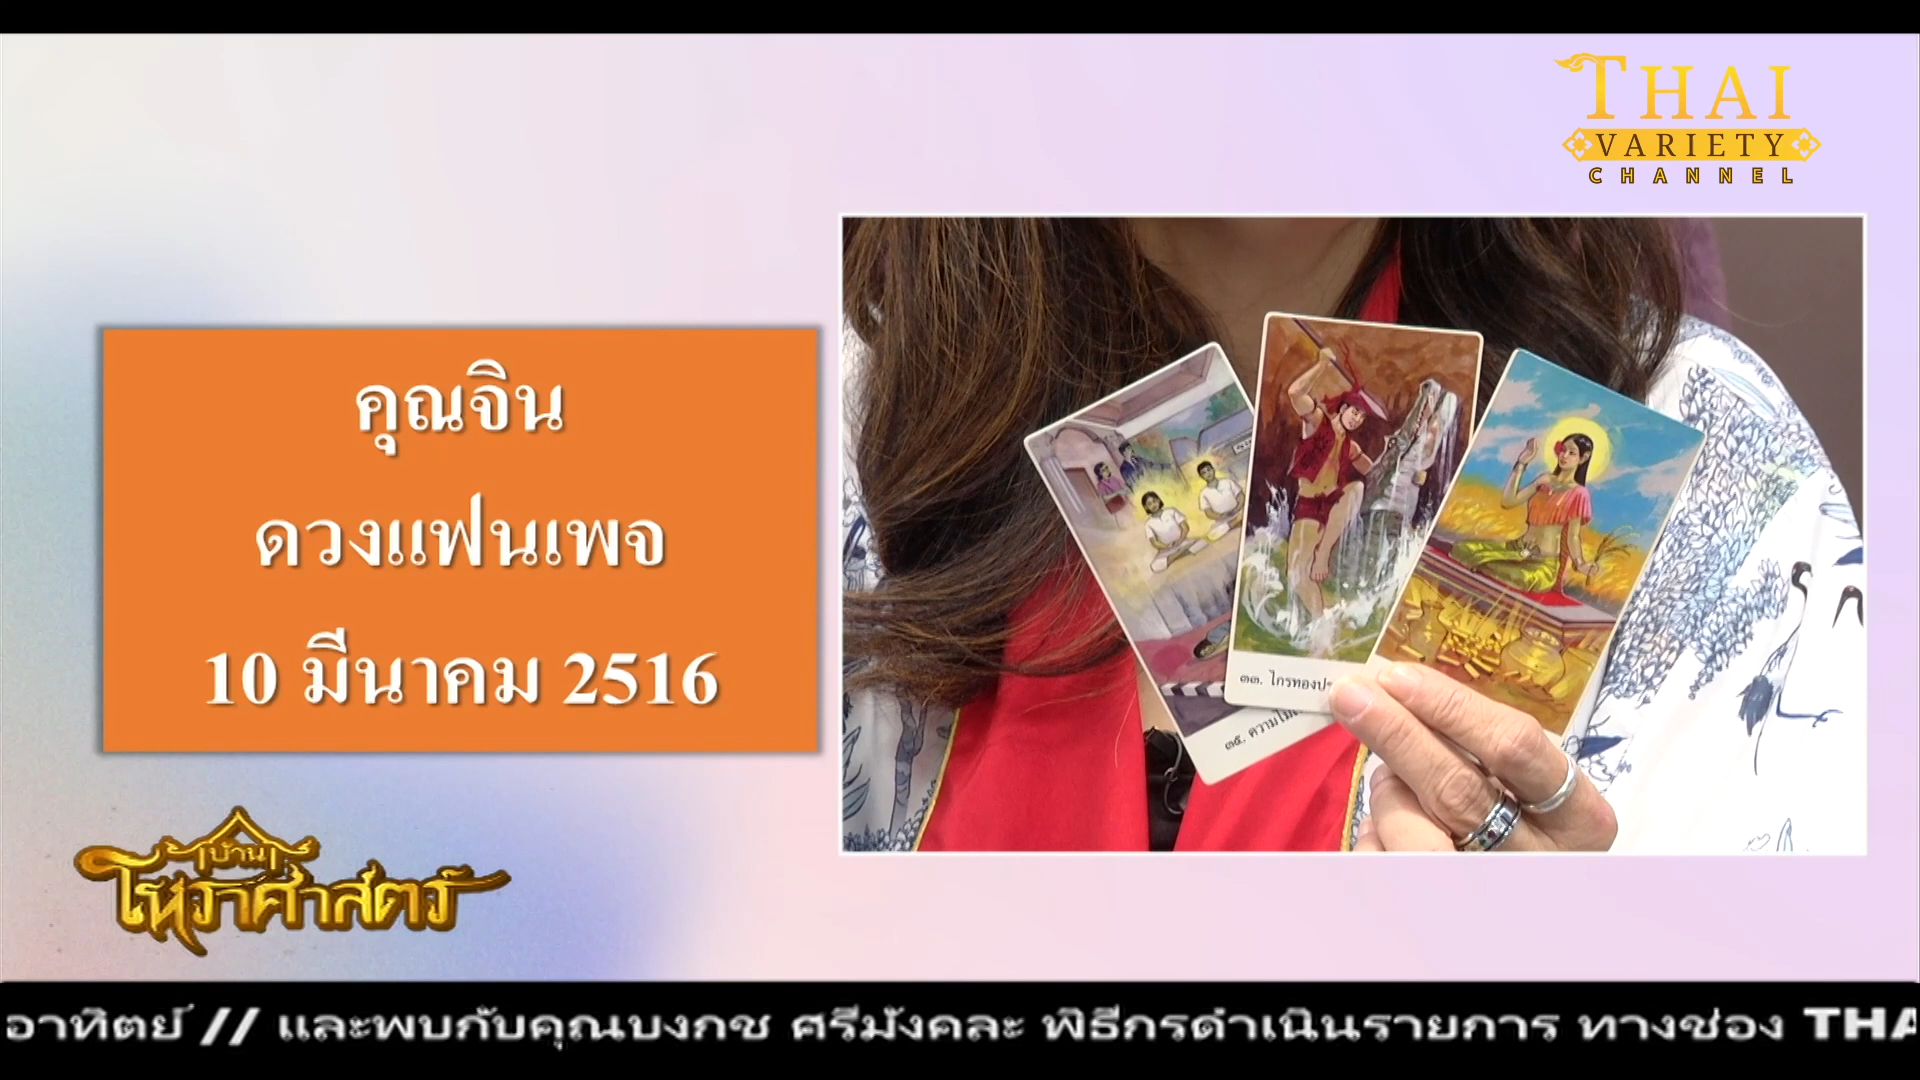 THAI
VARIETY
CHANNEL
คุณจิน
ดวงแฟนเพจ
10 มีนาคม 2516
๓๓. ไกรทอง
๓๕.
บ้าน
โหราศาสตร์
อาทิตย์ // และพบกับคุณบงกช ศรีมังคละ พิธีกรดำเนินรายการ ทางช่อง THA